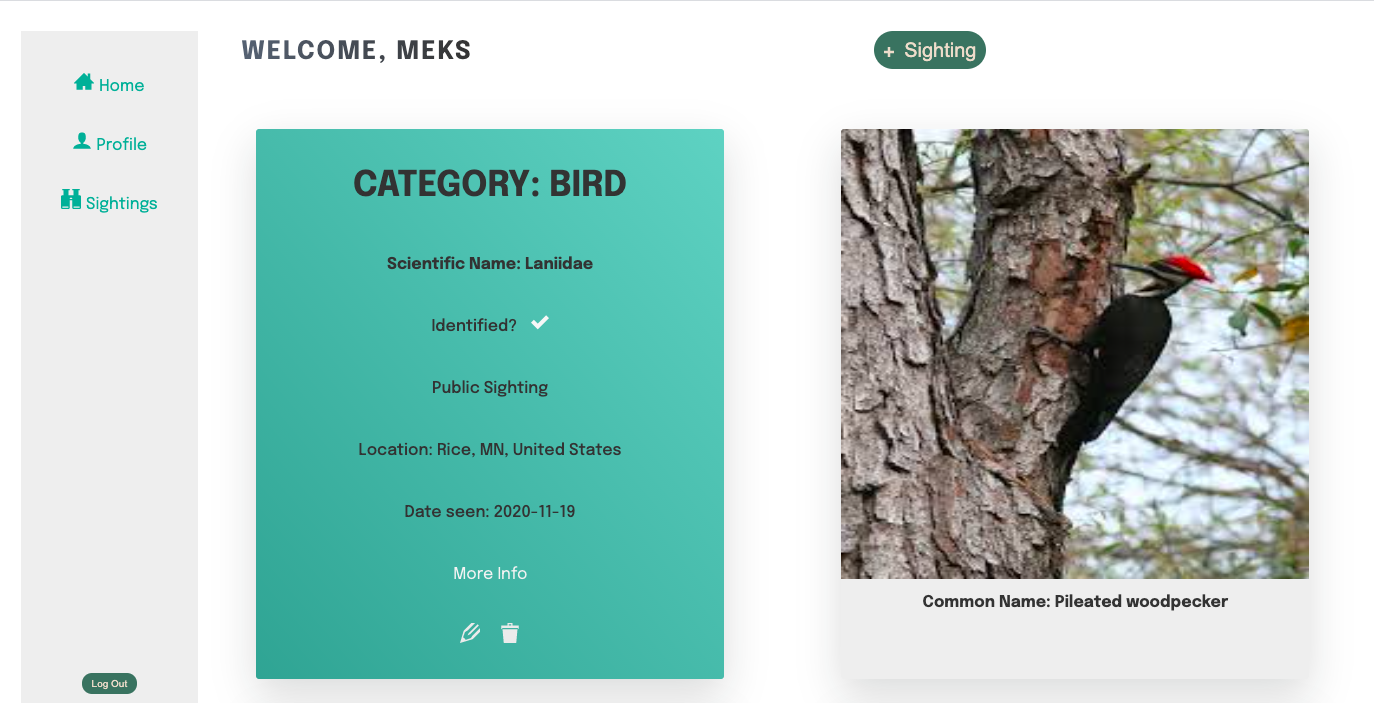 WELCOME, MEKS
+ Sighting
Home
Profile
Sightings
Log Out
CATEGORY: BIRD
Scientific Name: Laniidae
Identified?
Public Sighting
Location: Rice, MN, United States
Date seen: 2020-11-19
More Info
Common Name: Pileated woodpecker